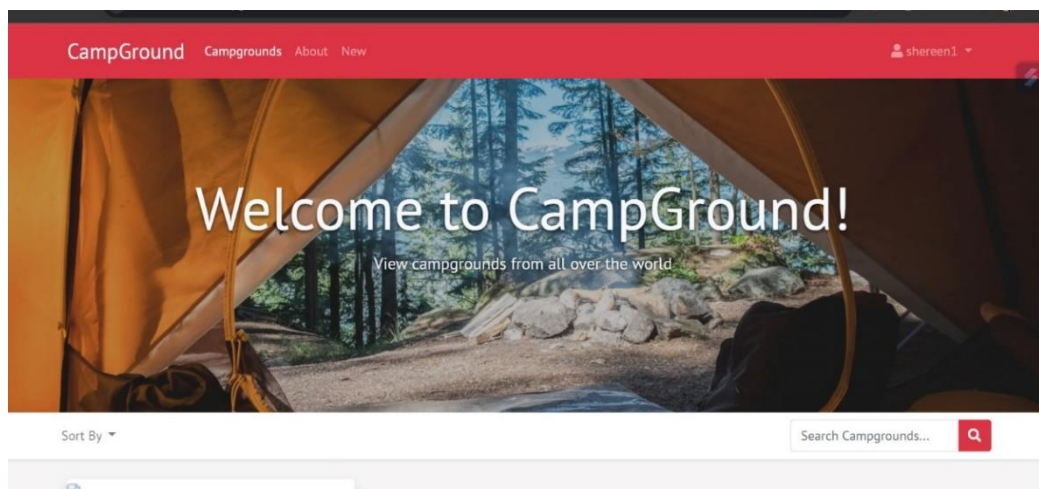 CampGround Campgrounds About New shereen1
Welcome to CampGround!
View campgrounds from all over the world
Sort By Search Campgrounds...